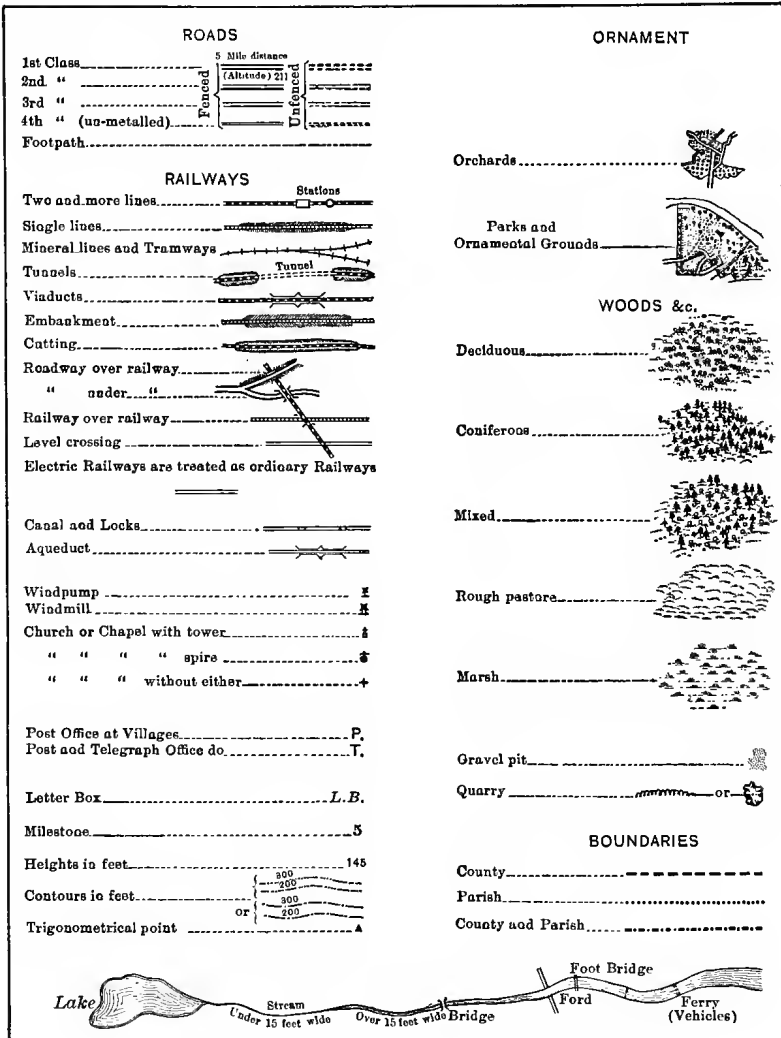 ROADS
5 Mile distance
1st Class
(Altitude) 211
2nd. “
3rd “
4th “ (un-metalled)
Fenced
Unfenced
Footpath
RAILWAYS
Stations
Two and more lines
Single lines
Mineral lines and Tramways
Tunnels
Tunnel
Viaducts
Embankment
Cutting
Roadway over railway
“ under “
Railway over railway
Level crossing
Electric Railways are treated as ordinary Railways
Canal and Locks
Aqueduct
Windpump
Windmill
Church or Chapel with tower
“ “ “ “ spire
“ “ “ without either
Post Office at Villages P.
Post and Telegraph Office do T.
Letter Box L.B.
Milestone 5
Heights in feet 145
300
200
Contours in feet
or
300
200
Trigonometrical point
ORNAMENT
Orchards
Parks and
Ornamental Grounds
WOODS &c.
Deciduous
Coniferous
Mixed
Rough pasture
Marsh
Gravel pit
Quarry or
BOUNDARIES
County
Parish
County and Parish
Lake
Stream
Under 15 feet wide
Over 15 feet wide
Bridge
Ford
Foot Bridge
Ferry
(Vehicles)